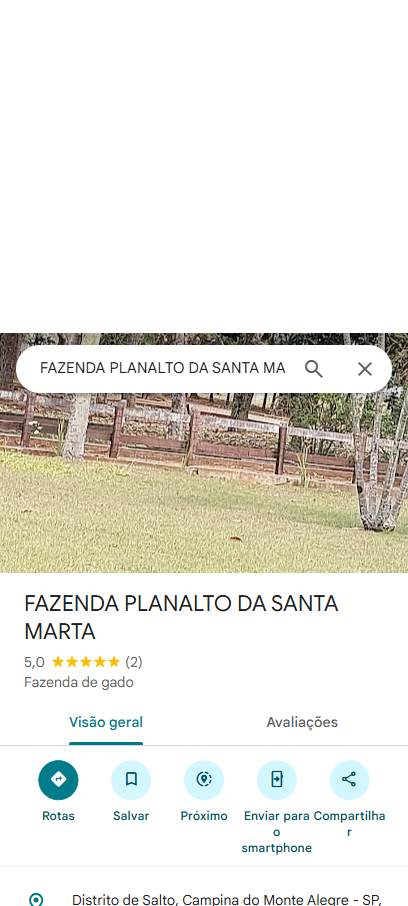 FAZENDA PLANALTO DA SANTA MA
FAZENDA PLANALTO DA SANTA
MARTA
5,0 ★★★★★ (2)
Fazenda de gado
Visão geral
Avaliações
Rotas
Salvar
Próximo
Enviar para
o
smartphone
Compartilha
r
Distrito de Salto, Campina do Monte Alegre - SP,